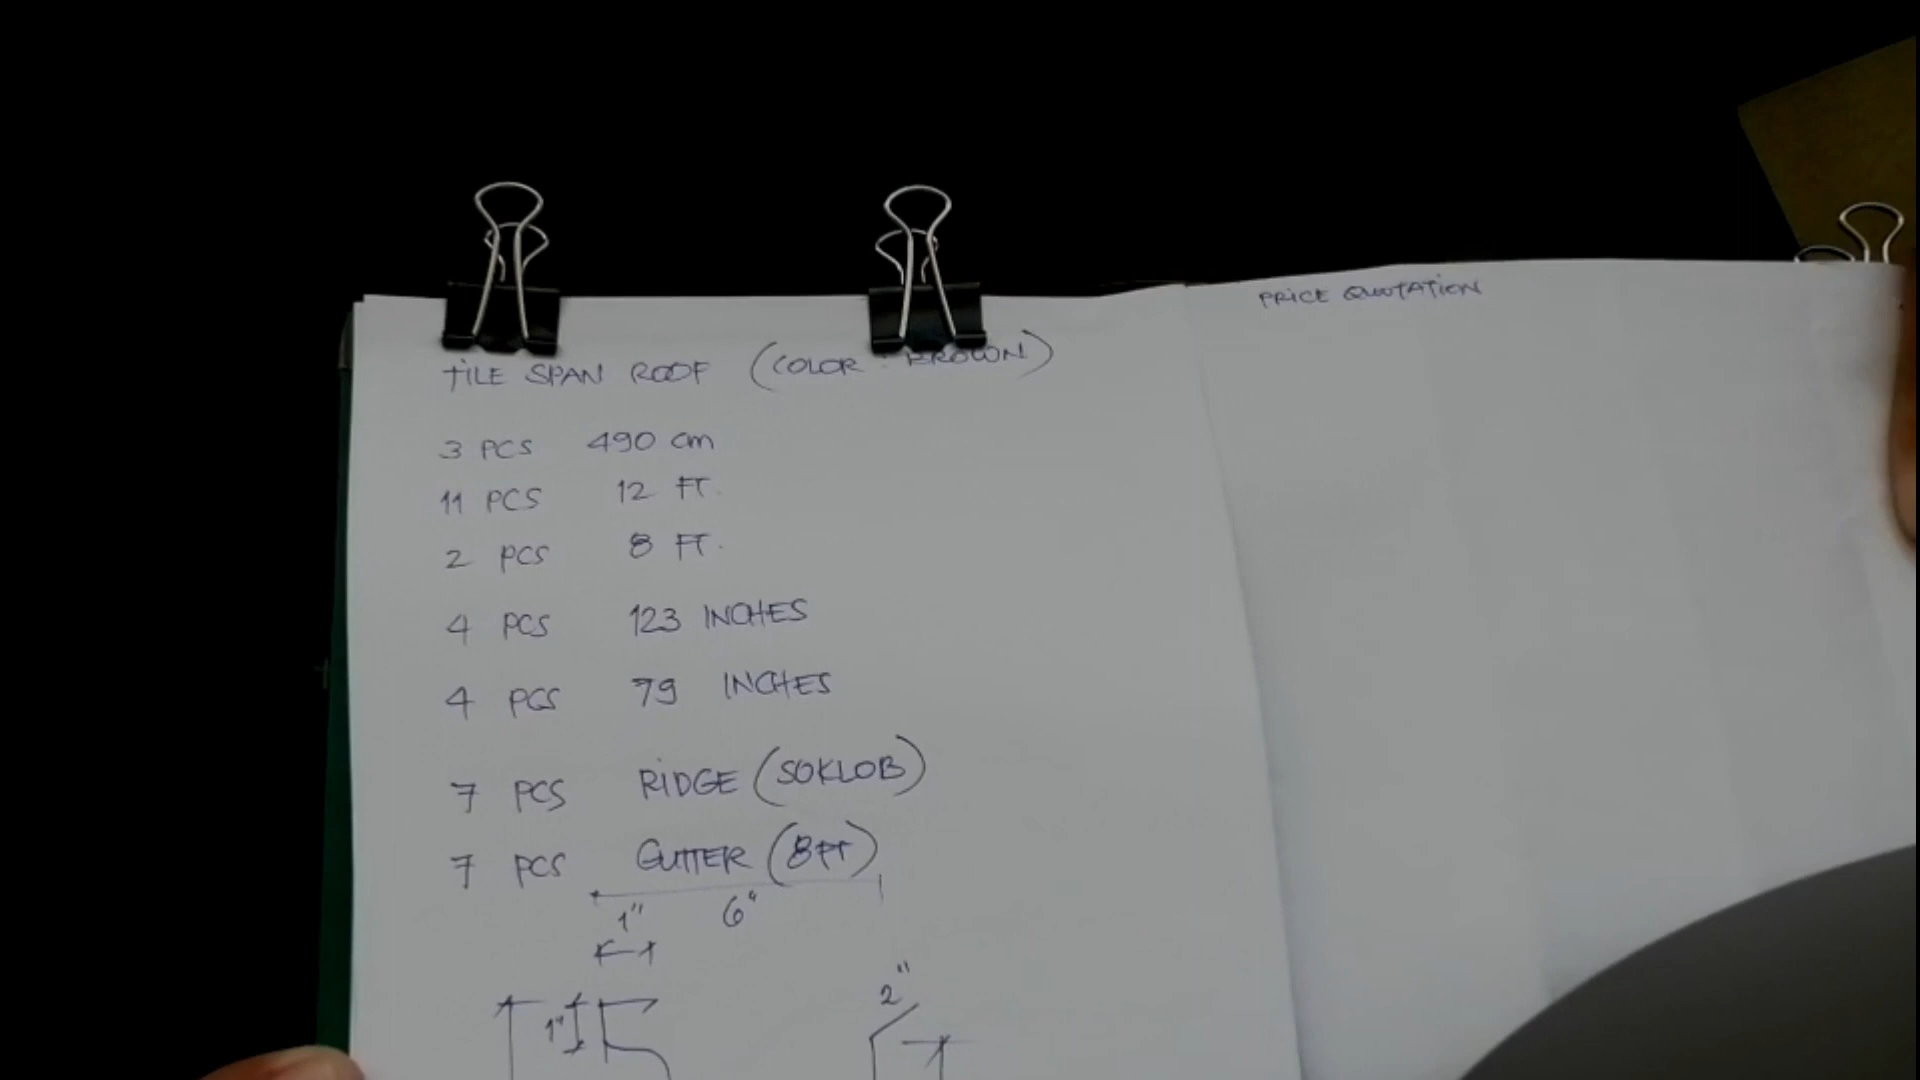 PRICE QUOTATION
TILE SPAN ROOF (COLOR : BROWN)
3 PCS 490 cm
11 PCS 12 FT.
2 PCS 8 FT.
4 PCS 123 INCHES
4 PCS 79 INCHES
7 PCS RIDGE (SOKLOB)
7 PCS GUTTER (8FT)
1" 6"
2"
1"